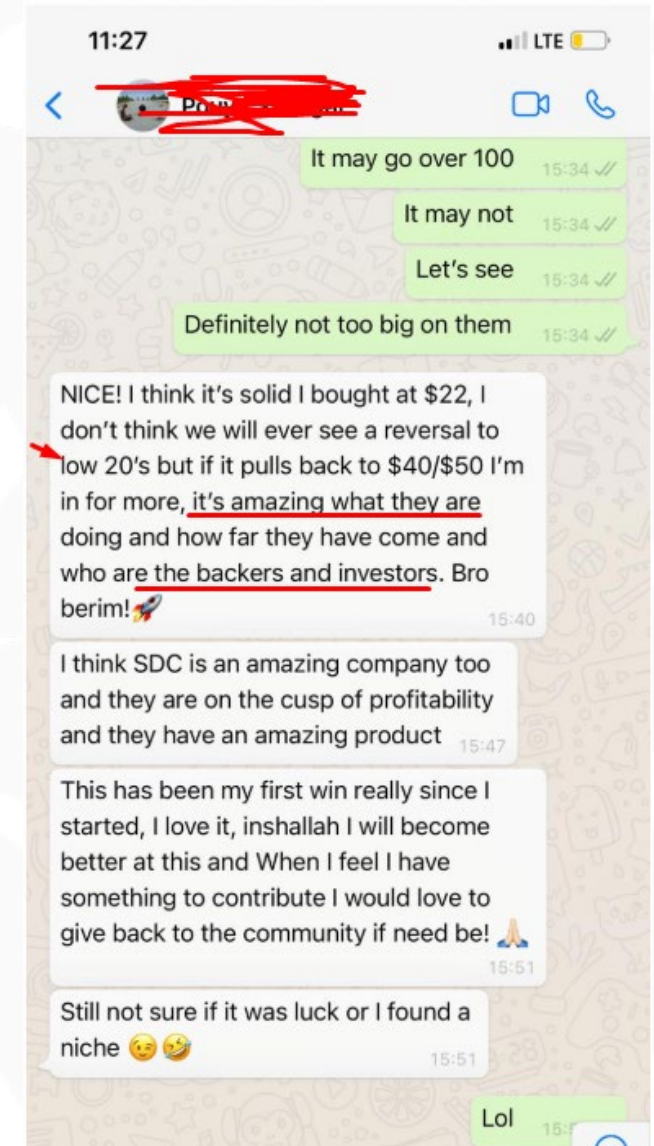 11:27
LTE
It may go over 100
15:34
It may not
15:34
Let's see
15:34
Definitely not too big on them
15:34
NICE! I think it's solid I bought at $22, I
don't think we will ever see a reversal to
low 20's but if it pulls back to $40/$50 I'm
in for more, it's amazing what they are
doing and how far they have come and
who are the backers and investors. Bro
berim!🚀
15:40
I think SDC is an amazing company too
and they are on the cusp of profitability
and they have an amazing product
15:47
This has been my first win really since I
started, I love it, inshallah I will become
better at this and When I feel I have
something to contribute I would love to
give back to the community if need be! 🙏🏻
15:51
Still not sure if it was luck or I found a
niche 😉🤣
15:51
Lol